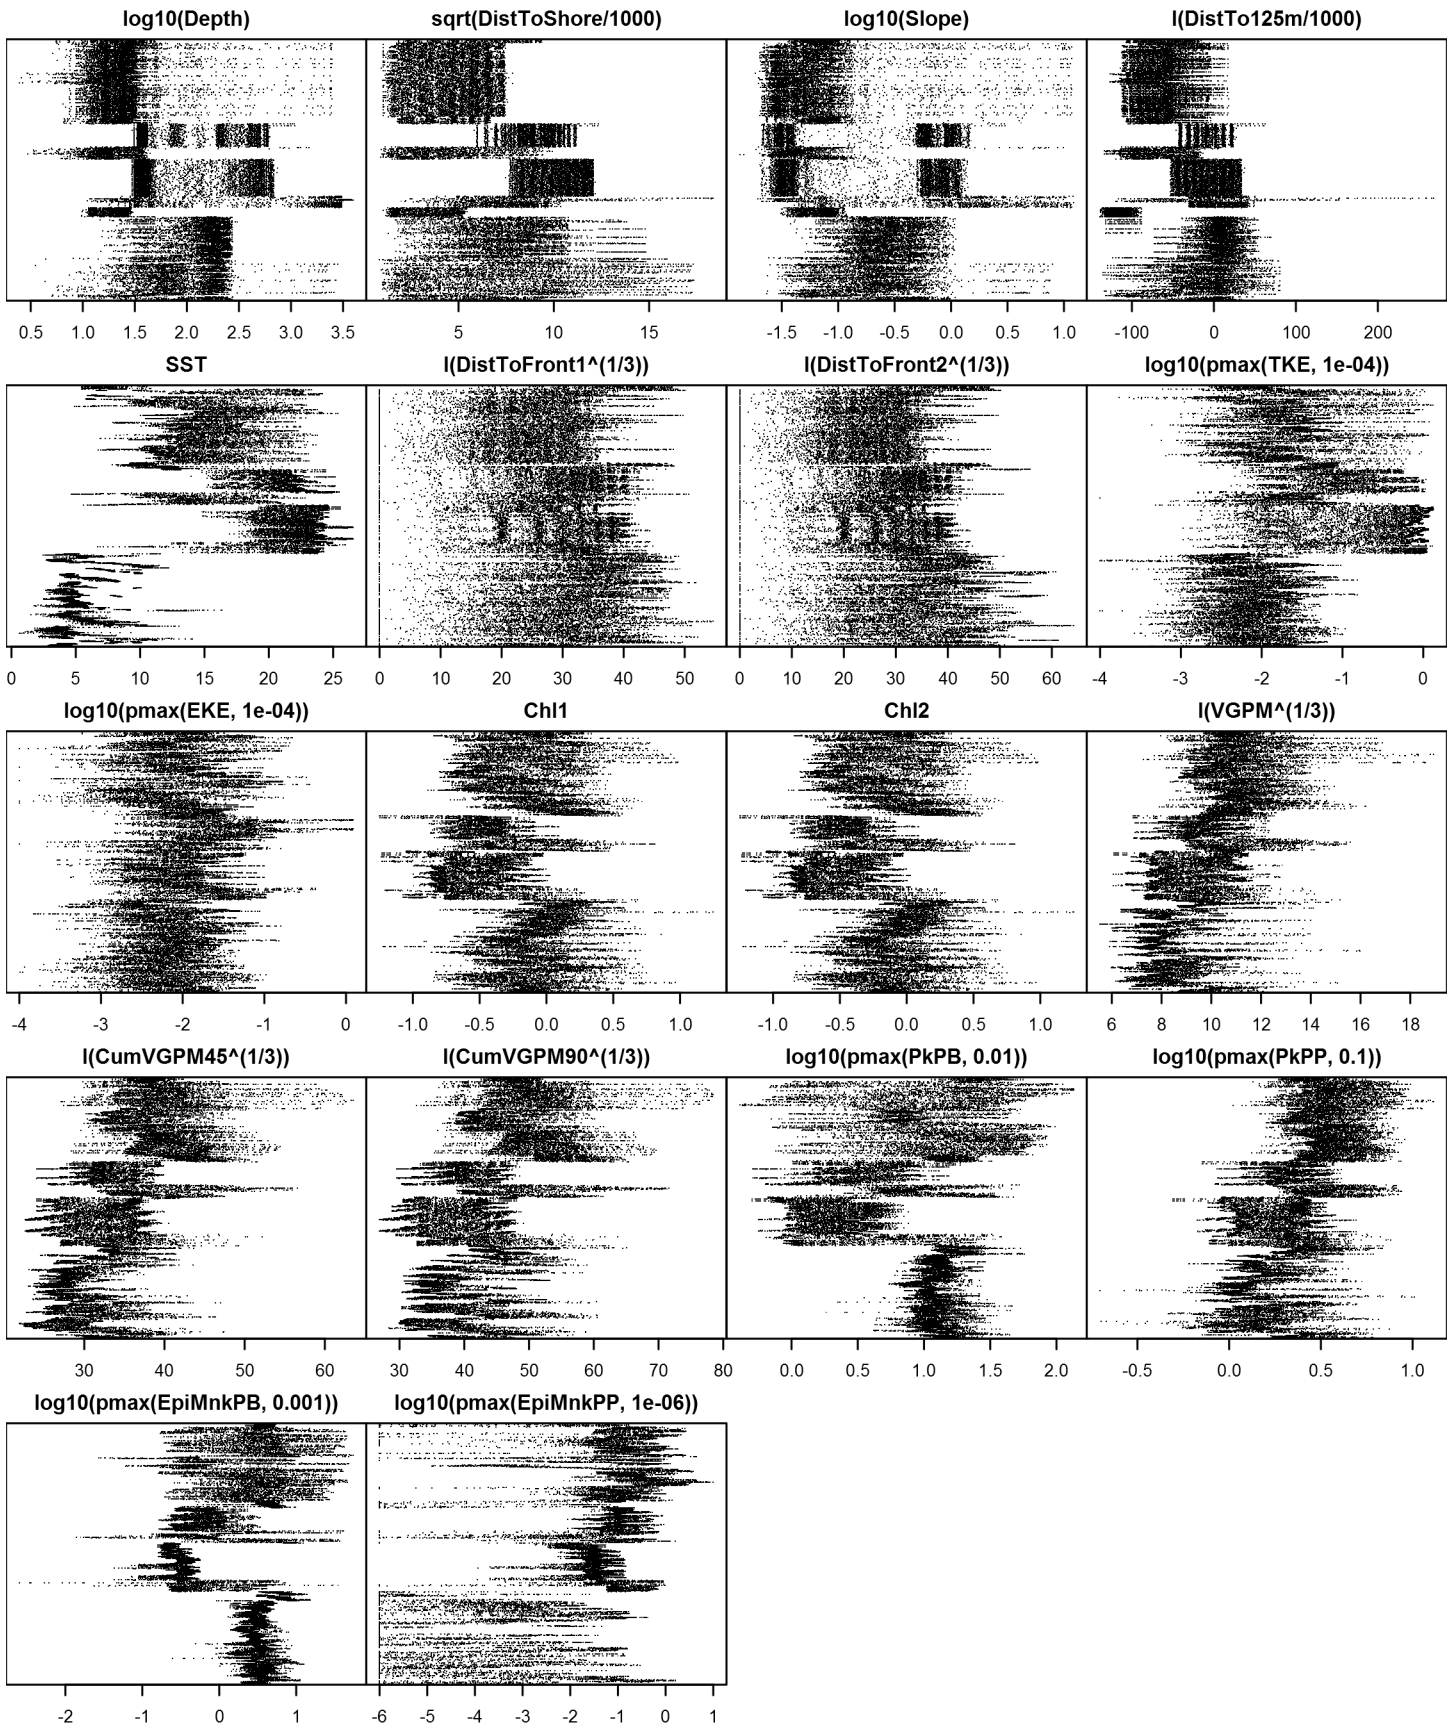 log10(Depth) sqrt(DistToShore/1000) log10(Slope) I(DistTo125m/1000)
0.5 1.0 1.5 2.0 2.5 3.0 3.5 5 10 15 -1.5 -1.0 -0.5 0.0 0.5 1.0 -100 0 100 200
SST I(DistToFront1^(1/3)) I(DistToFront2^(1/3)) log10(pmax(TKE, 1e-04))
0 5 10 15 20 25 0 10 20 30 40 50 0 10 20 30 40 50 60 -4 -3 -2 -1 0
log10(pmax(EKE, 1e-04)) Chl1 Chl2 I(VGPM^(1/3))
-4 -3 -2 -1 0 -1.0 -0.5 0.0 0.5 1.0 -1.0 -0.5 0.0 0.5 1.0 6 8 10 12 14 16 18
I(CumVGPM45^(1/3)) I(CumVGPM90^(1/3)) log10(pmax(PkPB, 0.01)) log10(pmax(PkPP, 0.1))
30 40 50 60 30 40 50 60 70 80 0.0 0.5 1.0 1.5 2.0 -0.5 0.0 0.5 1.0
log10(pmax(EpiMnkPB, 0.001)) log10(pmax(EpiMnkPP, 1e-06))
-2 -1 0 1 -6 -5 -4 -3 -2 -1 0 1